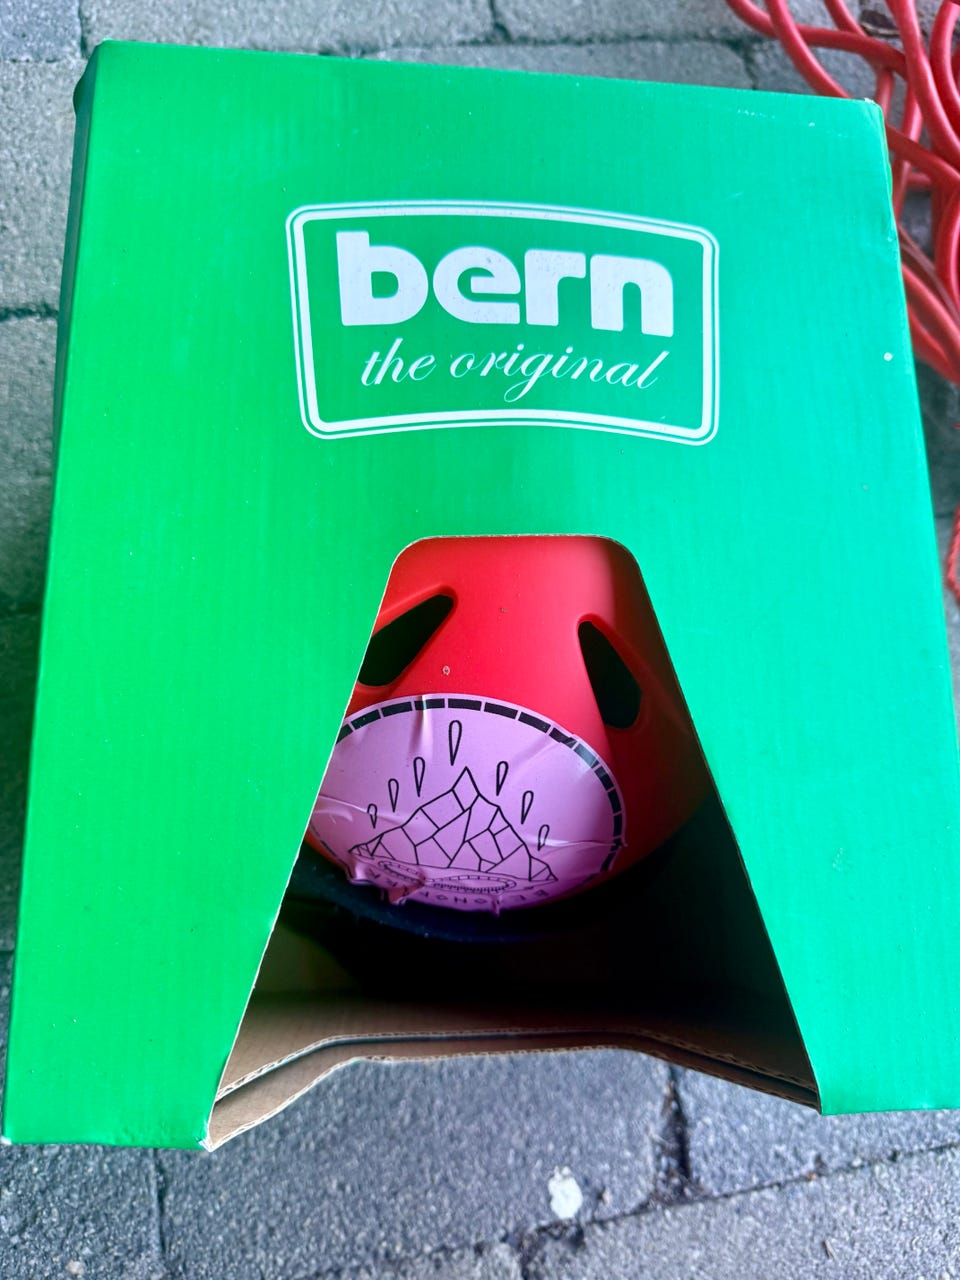 bern
the original